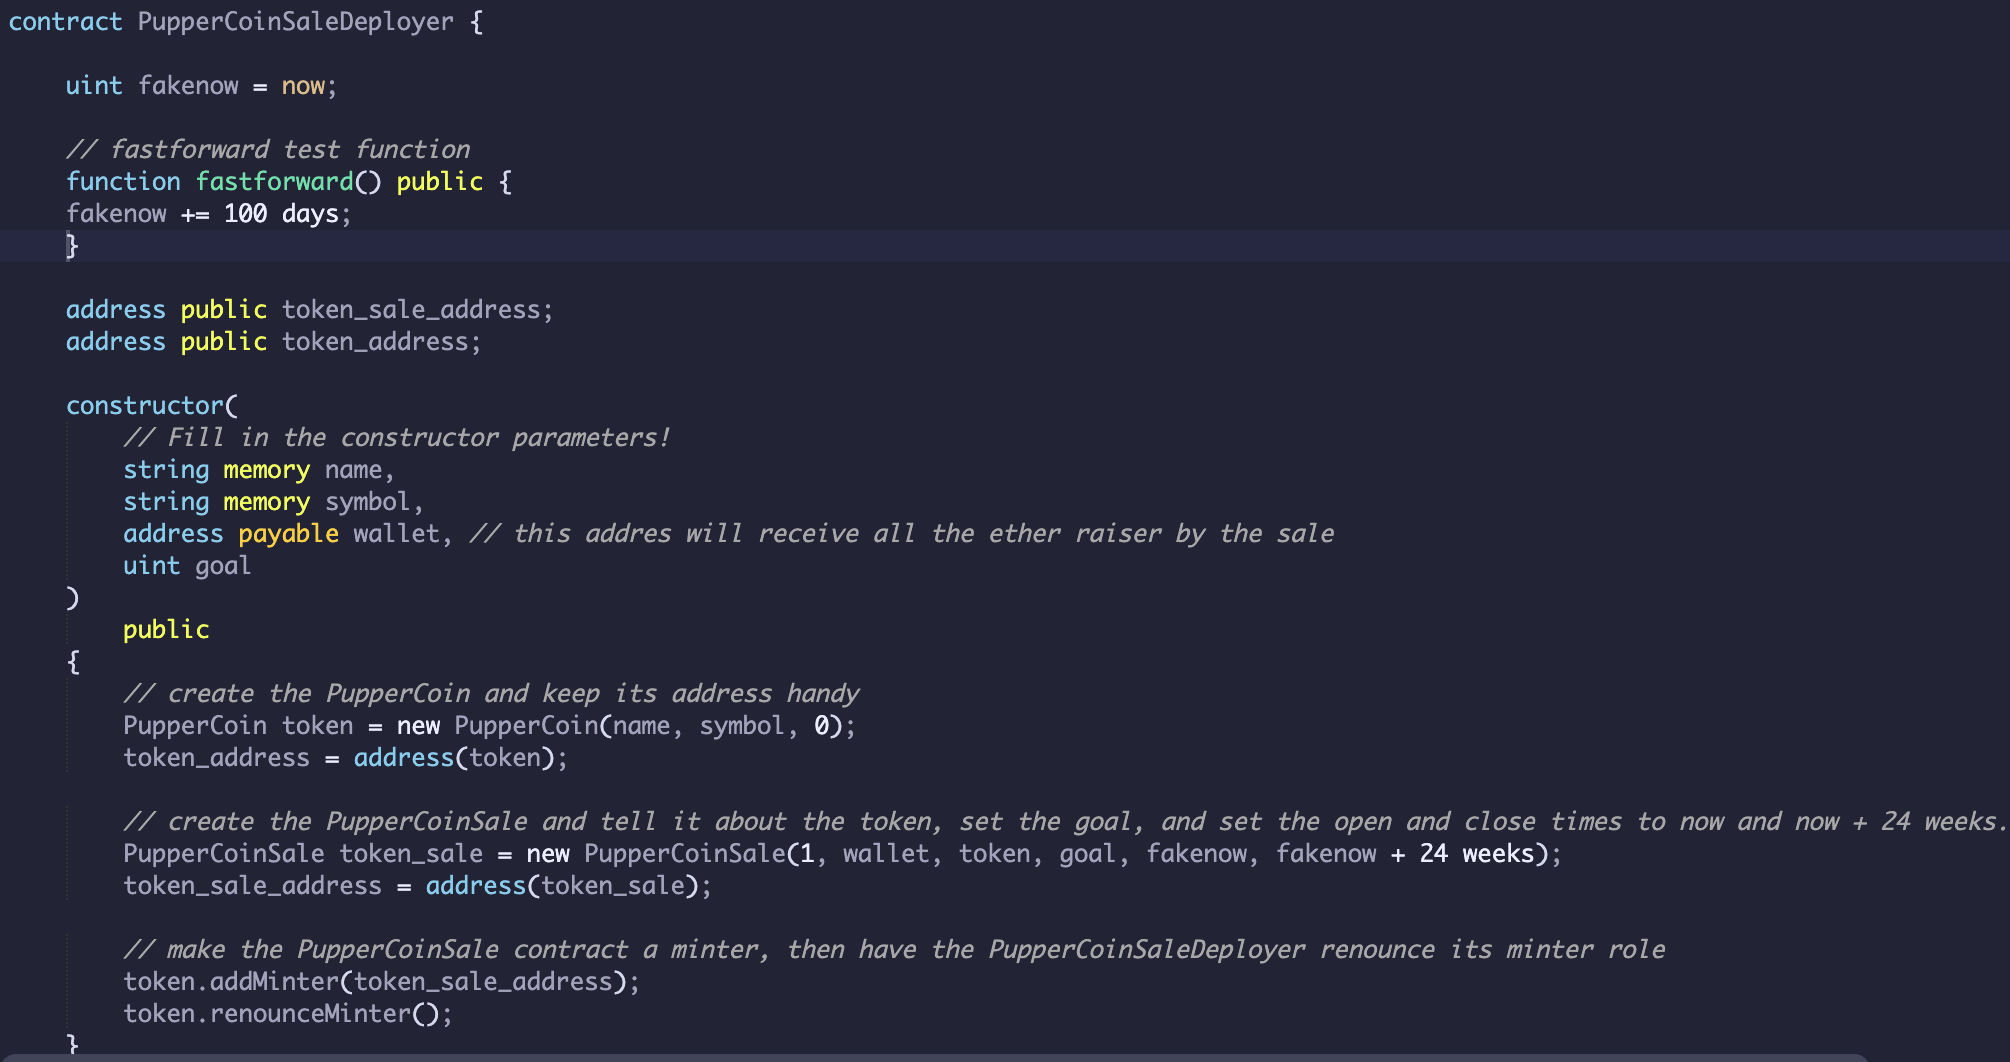 contract PupperCoinSaleDeployer {
uint fakenow = now;
// fastforward test function
function fastforward() public {
fakenow += 100 days;
}
address public token_sale_address;
address public token_address;
constructor(
// Fill in the constructor parameters!
string memory name,
string memory symbol,
address payable wallet, // this addres will receive all the ether raiser by the sale
uint goal
)
public
{
// create the PupperCoin and keep its address handy
PupperCoin token = new PupperCoin(name, symbol, 0);
token_address = address(token);
// create the PupperCoinSale and tell it about the token, set the goal, and set the open and close times to now and now + 24 weeks.
PupperCoinSale token_sale = new PupperCoinSale(1, wallet, token, goal, fakenow, fakenow + 24 weeks);
token_sale_address = address(token_sale);
// make the PupperCoinSale contract a minter, then have the PupperCoinSaleDeployer renounce its minter role
token.addMinter(token_sale_address);
token.renounceMinter();
}